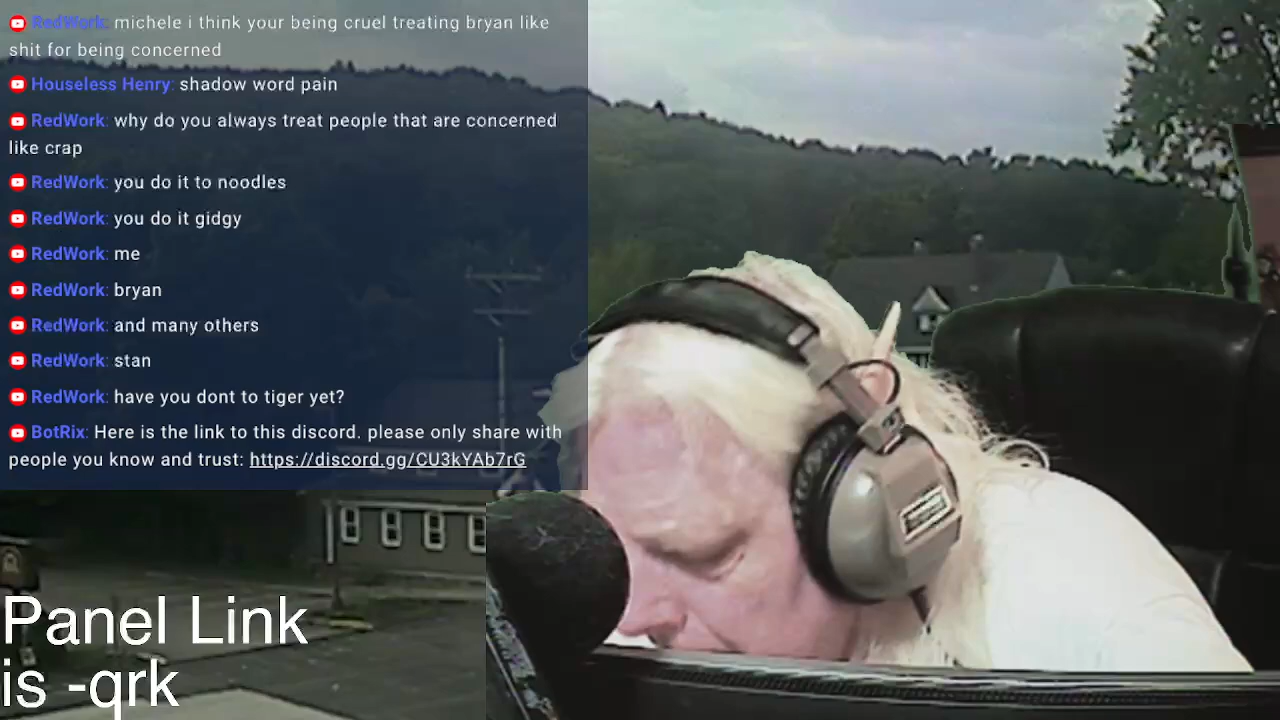 RedWork: michele i think your being cruel treating bryan like
shit for being concerned
Houseless Henry: shadow word pain
RedWork: why do you always treat people that are concerned
like crap
RedWork: you do it to noodles
RedWork: you do it gidgy
RedWork: me
RedWork: bryan
RedWork: and many others
RedWork: stan
RedWork: have you dont to tiger yet?
BotRix: Here is the link to this discord. please only share with
people you know and trust: https://discord.gg/CU3kYAb7rG
Panel Link
is -qrk